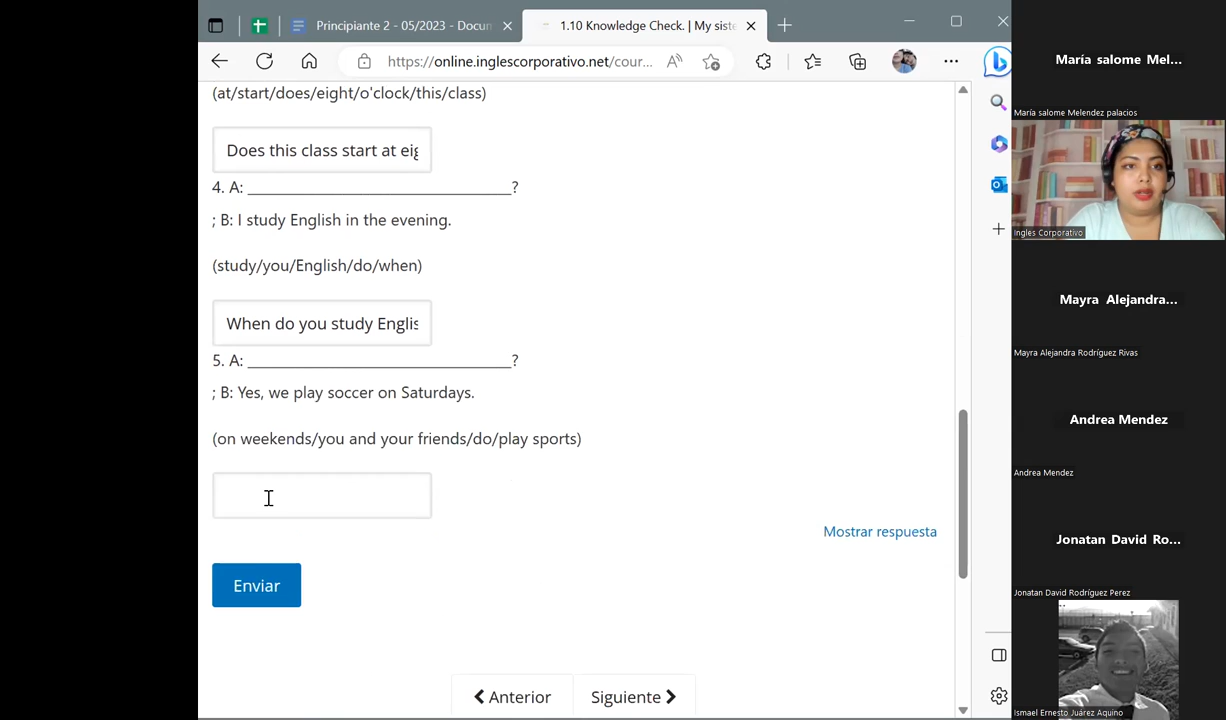 Principiante 2 - 05/2023 - Docun
1.10 Knowledge Check. | My siste
https://online.inglescorporativo.net/cour...
(at/start/does/eight/o'clock/this/class)
Does this class start at eig
4. A: ______________________________?
; B: I study English in the evening.
(study/you/English/do/when)
When do you study Englis
5. A: ______________________________?
; B: Yes, we play soccer on Saturdays.
(on weekends/you and your friends/do/play sports)
Mostrar respuesta
Enviar
Anterior
Siguiente
María salome Mel...
María salome Melendez palacios
Ingles Corporativo
Mayra Alejandra...
Mayra Alejandra Rodríguez Rivas
Andrea Mendez
Andrea Mendez
Jonatan David Ro...
Jonatan David Rodríguez Perez
Ismael Ernesto Juárez Aquino